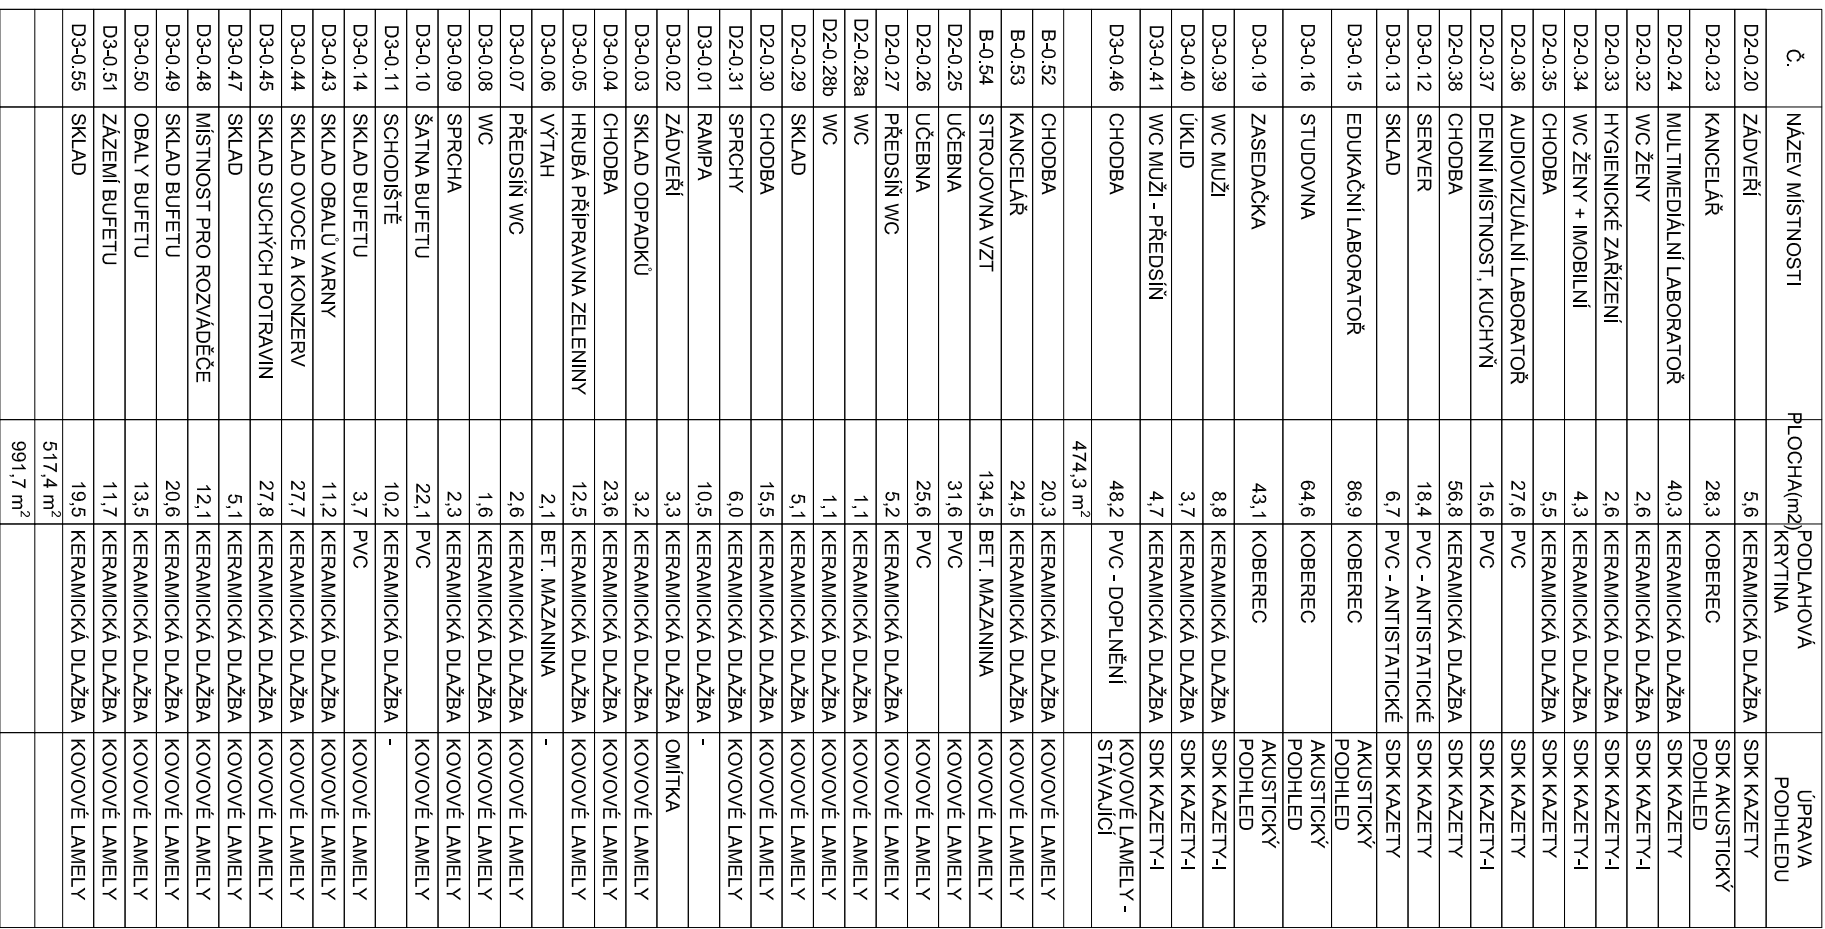 Č. NÁZEV MÍSTNOSTI PLOCHA(m2) PODLAHOVÁ KRYTINA ÚPRAVA PODHLEDU
D2-0.20 ZÁDVEŘÍ 5,6 KERAMICKÁ DLAŽBA SDK KAZETY
D2-0.23 KANCELÁŘ 28,3 KOBEREC SDK AKUSTICKÝ PODHLED
D2-0.24 MULTIMEDIÁLNÍ LABORATOŘ 40,3 KERAMICKÁ DLAŽBA SDK KAZETY
D2-0.32 WC ŽENY 2,6 KERAMICKÁ DLAŽBA SDK KAZETY-I
D2-0.33 HYGIENICKÉ ZAŘÍZENÍ 2,6 KERAMICKÁ DLAŽBA SDK KAZETY-I
D2-0.34 WC ŽENY + IMOBILNÍ 4,3 KERAMICKÁ DLAŽBA SDK KAZETY-I
D2-0.35 CHODBA 5,5 KERAMICKÁ DLAŽBA SDK KAZETY
D2-0.36 AUDIOVIZUÁLNÍ LABORATOŘ 27,6 PVC SDK KAZETY
D2-0.37 DENNÍ MÍSTNOST, KUCHYŇ 15,6 PVC SDK KAZETY-I
D2-0.38 CHODBA 56,8 KERAMICKÁ DLAŽBA SDK KAZETY
D3-0.12 SERVER 18,4 PVC - ANTISTATICKÉ SDK KAZETY
D3-0.13 SKLAD 6,7 PVC - ANTISTATICKÉ SDK KAZETY
D3-0.15 EDUKAČNÍ LABORATOŘ 86,9 KOBEREC AKUSTICKÝ PODHLED
D3-0.16 STUDOVNA 64,6 KOBEREC AKUSTICKÝ PODHLED
D3-0.19 ZASEDAČKA 43,1 KOBEREC AKUSTICKÝ PODHLED
D3-0.39 WC MUŽI 8,8 KERAMICKÁ DLAŽBA SDK KAZETY-I
D3-0.40 ÚKLID 3,7 KERAMICKÁ DLAŽBA SDK KAZETY-I
D3-0.41 WC MUŽI - PŘEDSÍŇ 4,7 KERAMICKÁ DLAŽBA SDK KAZETY-I
D3-0.46 CHODBA 48,2 PVC - DOPLNĚNÍ KOVOVÉ LAMELY - STÁVAJÍCÍ
474,3 m²
B-0.52 CHODBA 20,3 KERAMICKÁ DLAŽBA KOVOVÉ LAMELY
B-0.53 KANCELÁŘ 24,5 KERAMICKÁ DLAŽBA KOVOVÉ LAMELY
B-0.54 STROJOVNA VZT 134,5 BET. MAZANINA KOVOVÉ LAMELY
D2-0.25 UČEBNA 31,6 PVC KOVOVÉ LAMELY
D2-0.26 UČEBNA 25,6 PVC KOVOVÉ LAMELY
D2-0.27 PŘEDSÍŇ WC 5,2 KERAMICKÁ DLAŽBA KOVOVÉ LAMELY
D2-0.28a WC 1,1 KERAMICKÁ DLAŽBA KOVOVÉ LAMELY
D2-0.28b WC 1,1 KERAMICKÁ DLAŽBA KOVOVÉ LAMELY
D2-0.29 SKLAD 5,1 KERAMICKÁ DLAŽBA KOVOVÉ LAMELY
D2-0.30 CHODBA 15,5 KERAMICKÁ DLAŽBA KOVOVÉ LAMELY
D2-0.31 SPRCHY 6,0 KERAMICKÁ DLAŽBA KOVOVÉ LAMELY
D3-0.01 RAMPA 10,5 KERAMICKÁ DLAŽBA -
D3-0.02 ZÁDVEŘÍ 3,3 KERAMICKÁ DLAŽBA OMÍTKA
D3-0.03 SKLAD ODPADKŮ 3,2 KERAMICKÁ DLAŽBA KOVOVÉ LAMELY
D3-0.04 CHODBA 23,6 KERAMICKÁ DLAŽBA KOVOVÉ LAMELY
D3-0.05 HRUBÁ PŘÍPRAVNA ZELENINY 12,5 KERAMICKÁ DLAŽBA KOVOVÉ LAMELY
D3-0.06 VÝTAH 2,1 BET. MAZANINA -
D3-0.07 PŘEDSÍŇ WC 2,6 KERAMICKÁ DLAŽBA KOVOVÉ LAMELY
D3-0.08 WC 1,6 KERAMICKÁ DLAŽBA KOVOVÉ LAMELY
D3-0.09 SPRCHA 2,3 KERAMICKÁ DLAŽBA KOVOVÉ LAMELY
D3-0.10 ŠATNA BUFETU 22,1 PVC KOVOVÉ LAMELY
D3-0.11 SCHODIŠTĚ 10,2 KERAMICKÁ DLAŽBA -
D3-0.14 SKLAD BUFETU 3,7 PVC KOVOVÉ LAMELY
D3-0.43 SKLAD OBALŮ VARNY 11,2 KERAMICKÁ DLAŽBA KOVOVÉ LAMELY
D3-0.44 SKLAD OVOCE A KONZERV 27,7 KERAMICKÁ DLAŽBA KOVOVÉ LAMELY
D3-0.45 SKLAD SUCHÝCH POTRAVIN 27,8 KERAMICKÁ DLAŽBA KOVOVÉ LAMELY
D3-0.47 SKLAD 5,1 KERAMICKÁ DLAŽBA KOVOVÉ LAMELY
D3-0.48 MÍSTNOST PRO ROZVÁDĚČE 12,1 KERAMICKÁ DLAŽBA KOVOVÉ LAMELY
D3-0.49 SKLAD BUFETU 20,6 KERAMICKÁ DLAŽBA KOVOVÉ LAMELY
D3-0.50 OBALY BUFETU 13,5 KERAMICKÁ DLAŽBA KOVOVÉ LAMELY
D3-0.51 ZÁZEMÍ BUFETU 11,7 KERAMICKÁ DLAŽBA KOVOVÉ LAMELY
D3-0.55 SKLAD 19,5 KERAMICKÁ DLAŽBA KOVOVÉ LAMELY
517,4 m²
991,7 m²